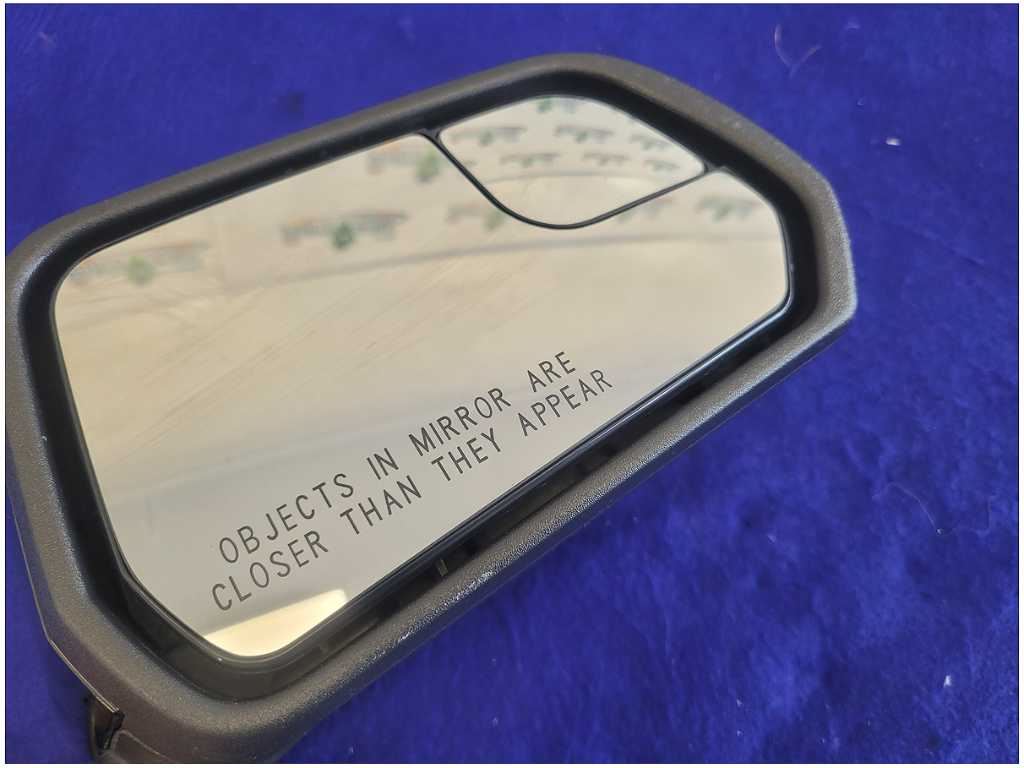 OBJECTS IN MIRROR ARE
CLOSER THAN THEY APPEAR